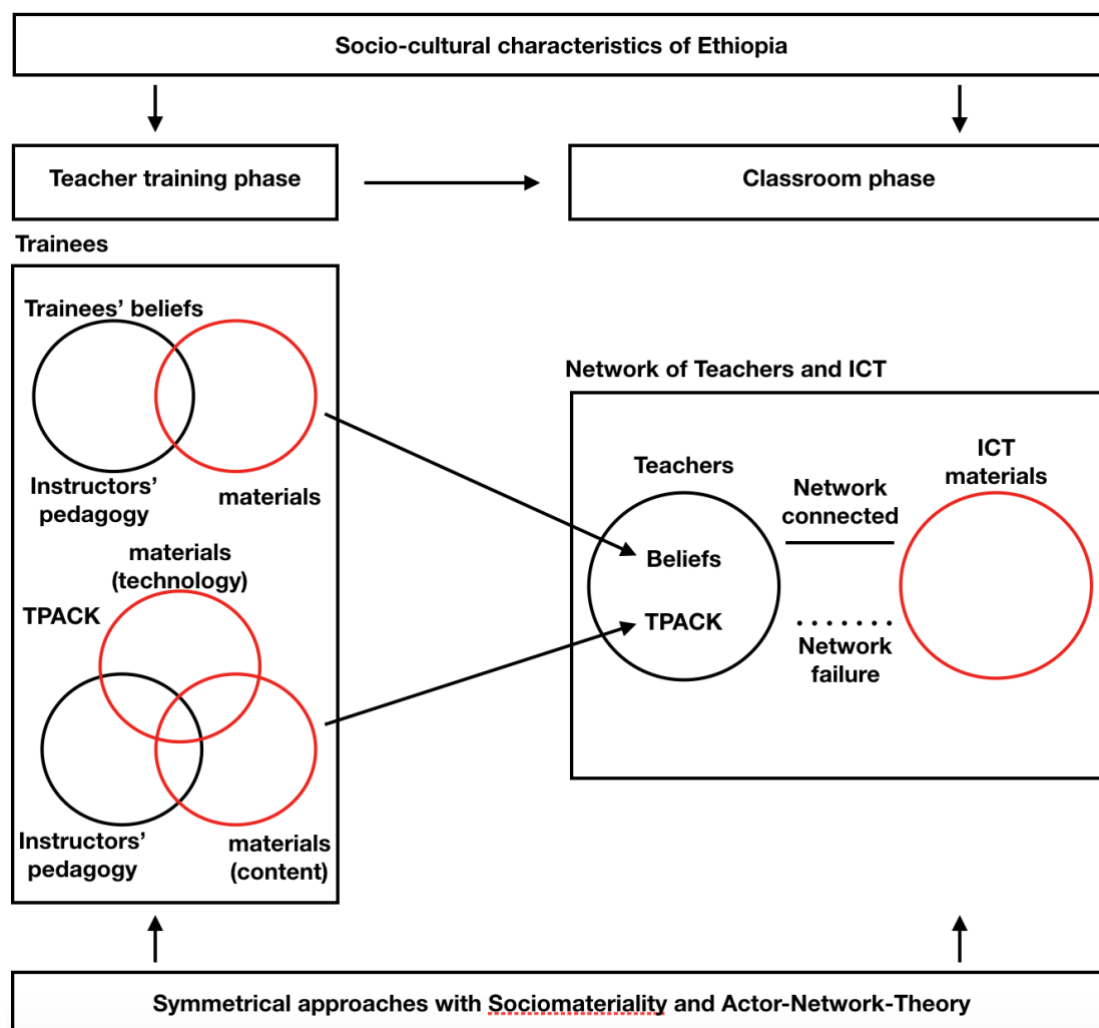 Socio-cultural characteristics of Ethiopia
Teacher training phase
Classroom phase
Trainees
Trainees' beliefs
Instructors'
pedagogy
materials
materials
(technology)
TPACK
Instructors'
pedagogy
materials
(content)
Network of Teachers and ICT
Teachers
Beliefs
TPACK
Network
connected
Network
failure
ICT
materials
Symmetrical approaches with Sociomateriality and Actor-Network-Theory